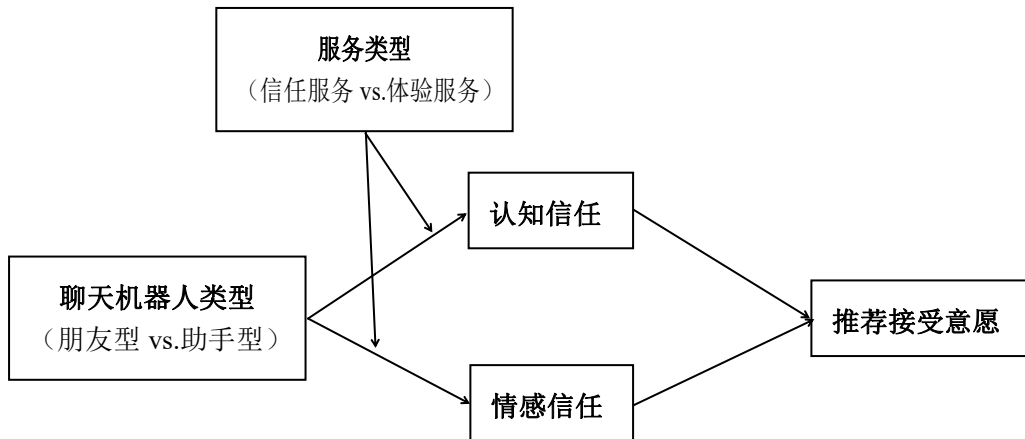 服务类型
（信任服务 vs.体验服务）
认知信任
聊天机器人类型
（朋友型 vs.助手型）
推荐接受意愿
情感信任